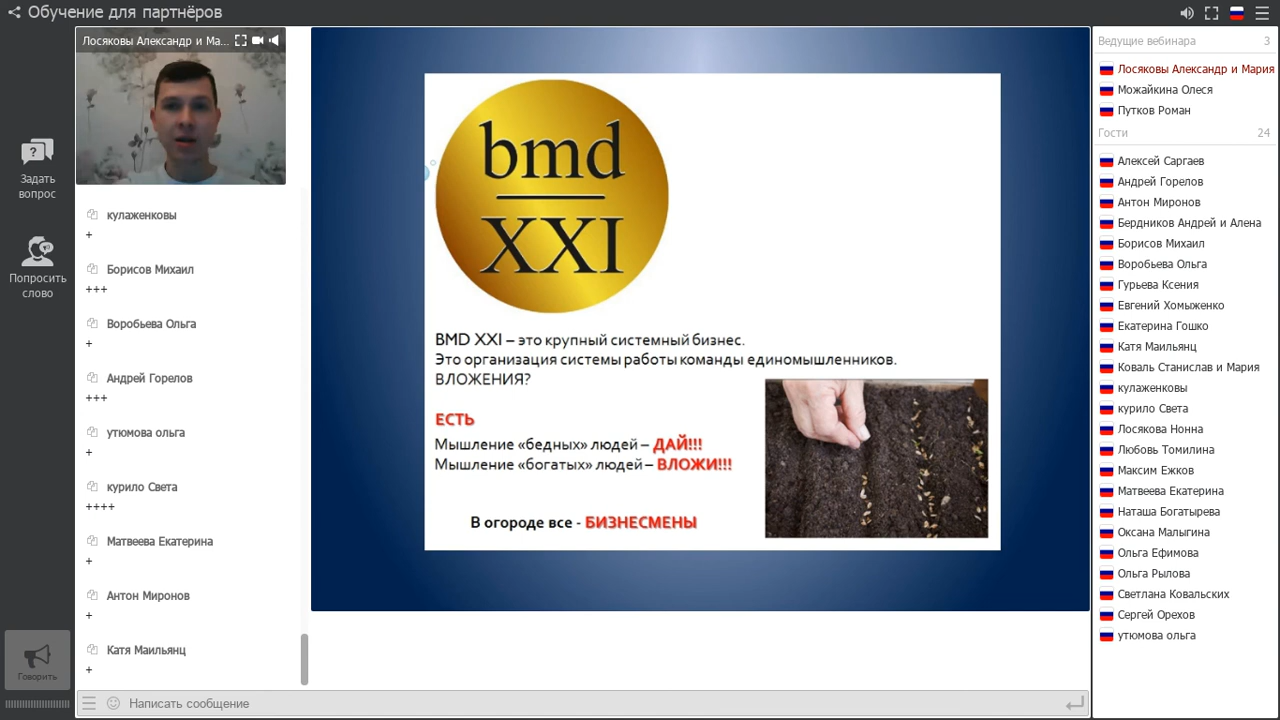 Обучение для партнёров
Лосяковы Александр и Ма...
Задать
вопрос
Попросить
слово
Говорить
кулаженковы
+
Борисов Михаил
+++
Воробьева Ольга
+
Андрей Горелов
+++
утюмова ольга
+
курило Света
++++
Матвеева Екатерина
+
Антон Миронов
+
Катя Маильянц
+
Написать сообщение
bmd
XXI
BMD XXI – это крупный системный бизнес.
Это организация системы работы команды единомышленников.
ВЛОЖЕНИЯ?
ЕСТЬ
Мышление «бедных» людей – ДАЙ!!!
Мышление «богатых» людей – ВЛОЖИ!!!
В огороде все - БИЗНЕСМЕНЫ
Ведущие вебинара 3
Лосяковы Александр и Мария
Можайкина Олеся
Путков Роман
Гости 24
Алексей Саргаев
Андрей Горелов
Антон Миронов
Бердников Андрей и Алена
Борисов Михаил
Воробьева Ольга
Гурьева Ксения
Евгений Хомыженко
Екатерина Гошко
Катя Маильянц
Коваль Станислав и Мария
кулаженковы
курило Света
Лосякова Нонна
Любовь Томилина
Максим Ежков
Матвеева Екатерина
Наташа Богатырева
Оксана Малыгина
Ольга Ефимова
Ольга Рылова
Светлана Ковальских
Сергей Орехов
утюмова ольга